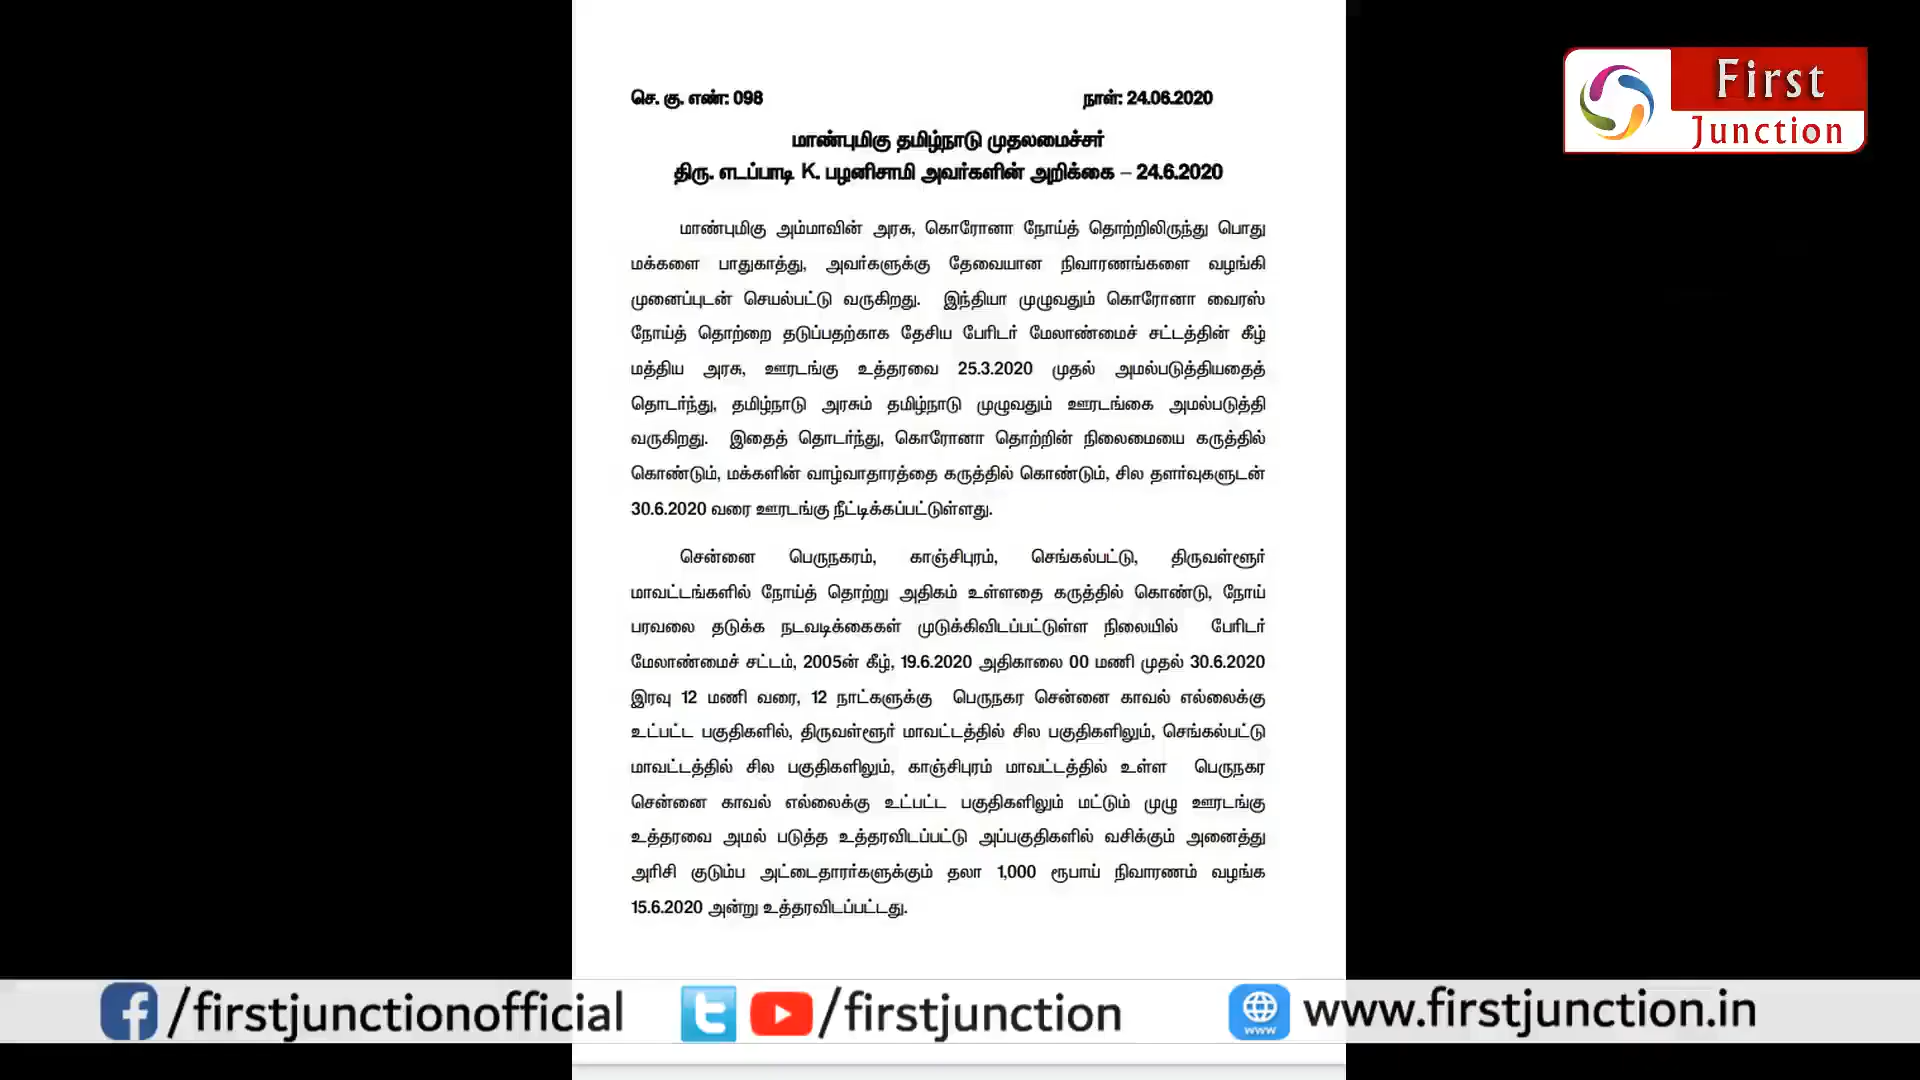 First
Junction
செ. கு. எண்: 098 நாள்: 24.06.2020
மாண்புமிகு தமிழ்நாடு முதலமைச்சர்
திரு. எடப்பாடி K. பழனிசாமி அவர்களின் அறிக்கை – 24.6.2020
மாண்புமிகு அம்மாவின் அரசு, கொரோனா நோய்த் தொற்றிலிருந்து பொது
மக்களை பாதுகாத்து, அவர்களுக்கு தேவையான நிவாரணங்களை வழங்கி
முனைப்புடன் செயல்பட்டு வருகிறது. இந்தியா முழுவதும் கொரோனா வைரஸ்
நோய்த் தொற்றை தடுப்பதற்காக தேசிய பேரிடர் மேலாண்மைச் சட்டத்தின் கீழ்
மத்திய அரசு, ஊரடங்கு உத்தரவை 25.3.2020 முதல் அமல்படுத்தியதைத்
தொடர்ந்து, தமிழ்நாடு அரசும் தமிழ்நாடு முழுவதும் ஊரடங்கை அமல்படுத்தி
வருகிறது. இதைத் தொடர்ந்து, கொரோனா தொற்றின் நிலைமையை கருத்தில்
கொண்டும், மக்களின் வாழ்வாதாரத்தை கருத்தில் கொண்டும், சில தளர்வுகளுடன்
30.6.2020 வரை ஊரடங்கு நீட்டிக்கப்பட்டுள்ளது.
சென்னை பெருநகரம், காஞ்சிபுரம், செங்கல்பட்டு, திருவள்ளூர்
மாவட்டங்களில் நோய்த் தொற்று அதிகம் உள்ளதை கருத்தில் கொண்டு, நோய்
பரவலை தடுக்க நடவடிக்கைகள் முடுக்கிவிடப்பட்டுள்ள நிலையில் பேரிடர்
மேலாண்மைச் சட்டம், 2005ன் கீழ், 19.6.2020 அதிகாலை 00 மணி முதல் 30.6.2020
இரவு 12 மணி வரை, 12 நாட்களுக்கு பெருநகர சென்னை காவல் எல்லைக்கு
உட்பட்ட பகுதிகளில், திருவள்ளூர் மாவட்டத்தில் சில பகுதிகளிலும், செங்கல்பட்டு
மாவட்டத்தில் சில பகுதிகளிலும், காஞ்சிபுரம் மாவட்டத்தில் உள்ள பெருநகர
சென்னை காவல் எல்லைக்கு உட்பட்ட பகுதிகளிலும் மட்டும் முழு ஊரடங்கு
உத்தரவை அமல் படுத்த உத்தரவிடப்பட்டு அப்பகுதிகளில் வசிக்கும் அனைத்து
அரிசி குடும்ப அட்டைதாரர்களுக்கும் தலா 1,000 ரூபாய் நிவாரணம் வழங்க
15.6.2020 அன்று உத்தரவிடப்பட்டது.
/firstjunctionofficial /firstjunction www.firstjunction.in